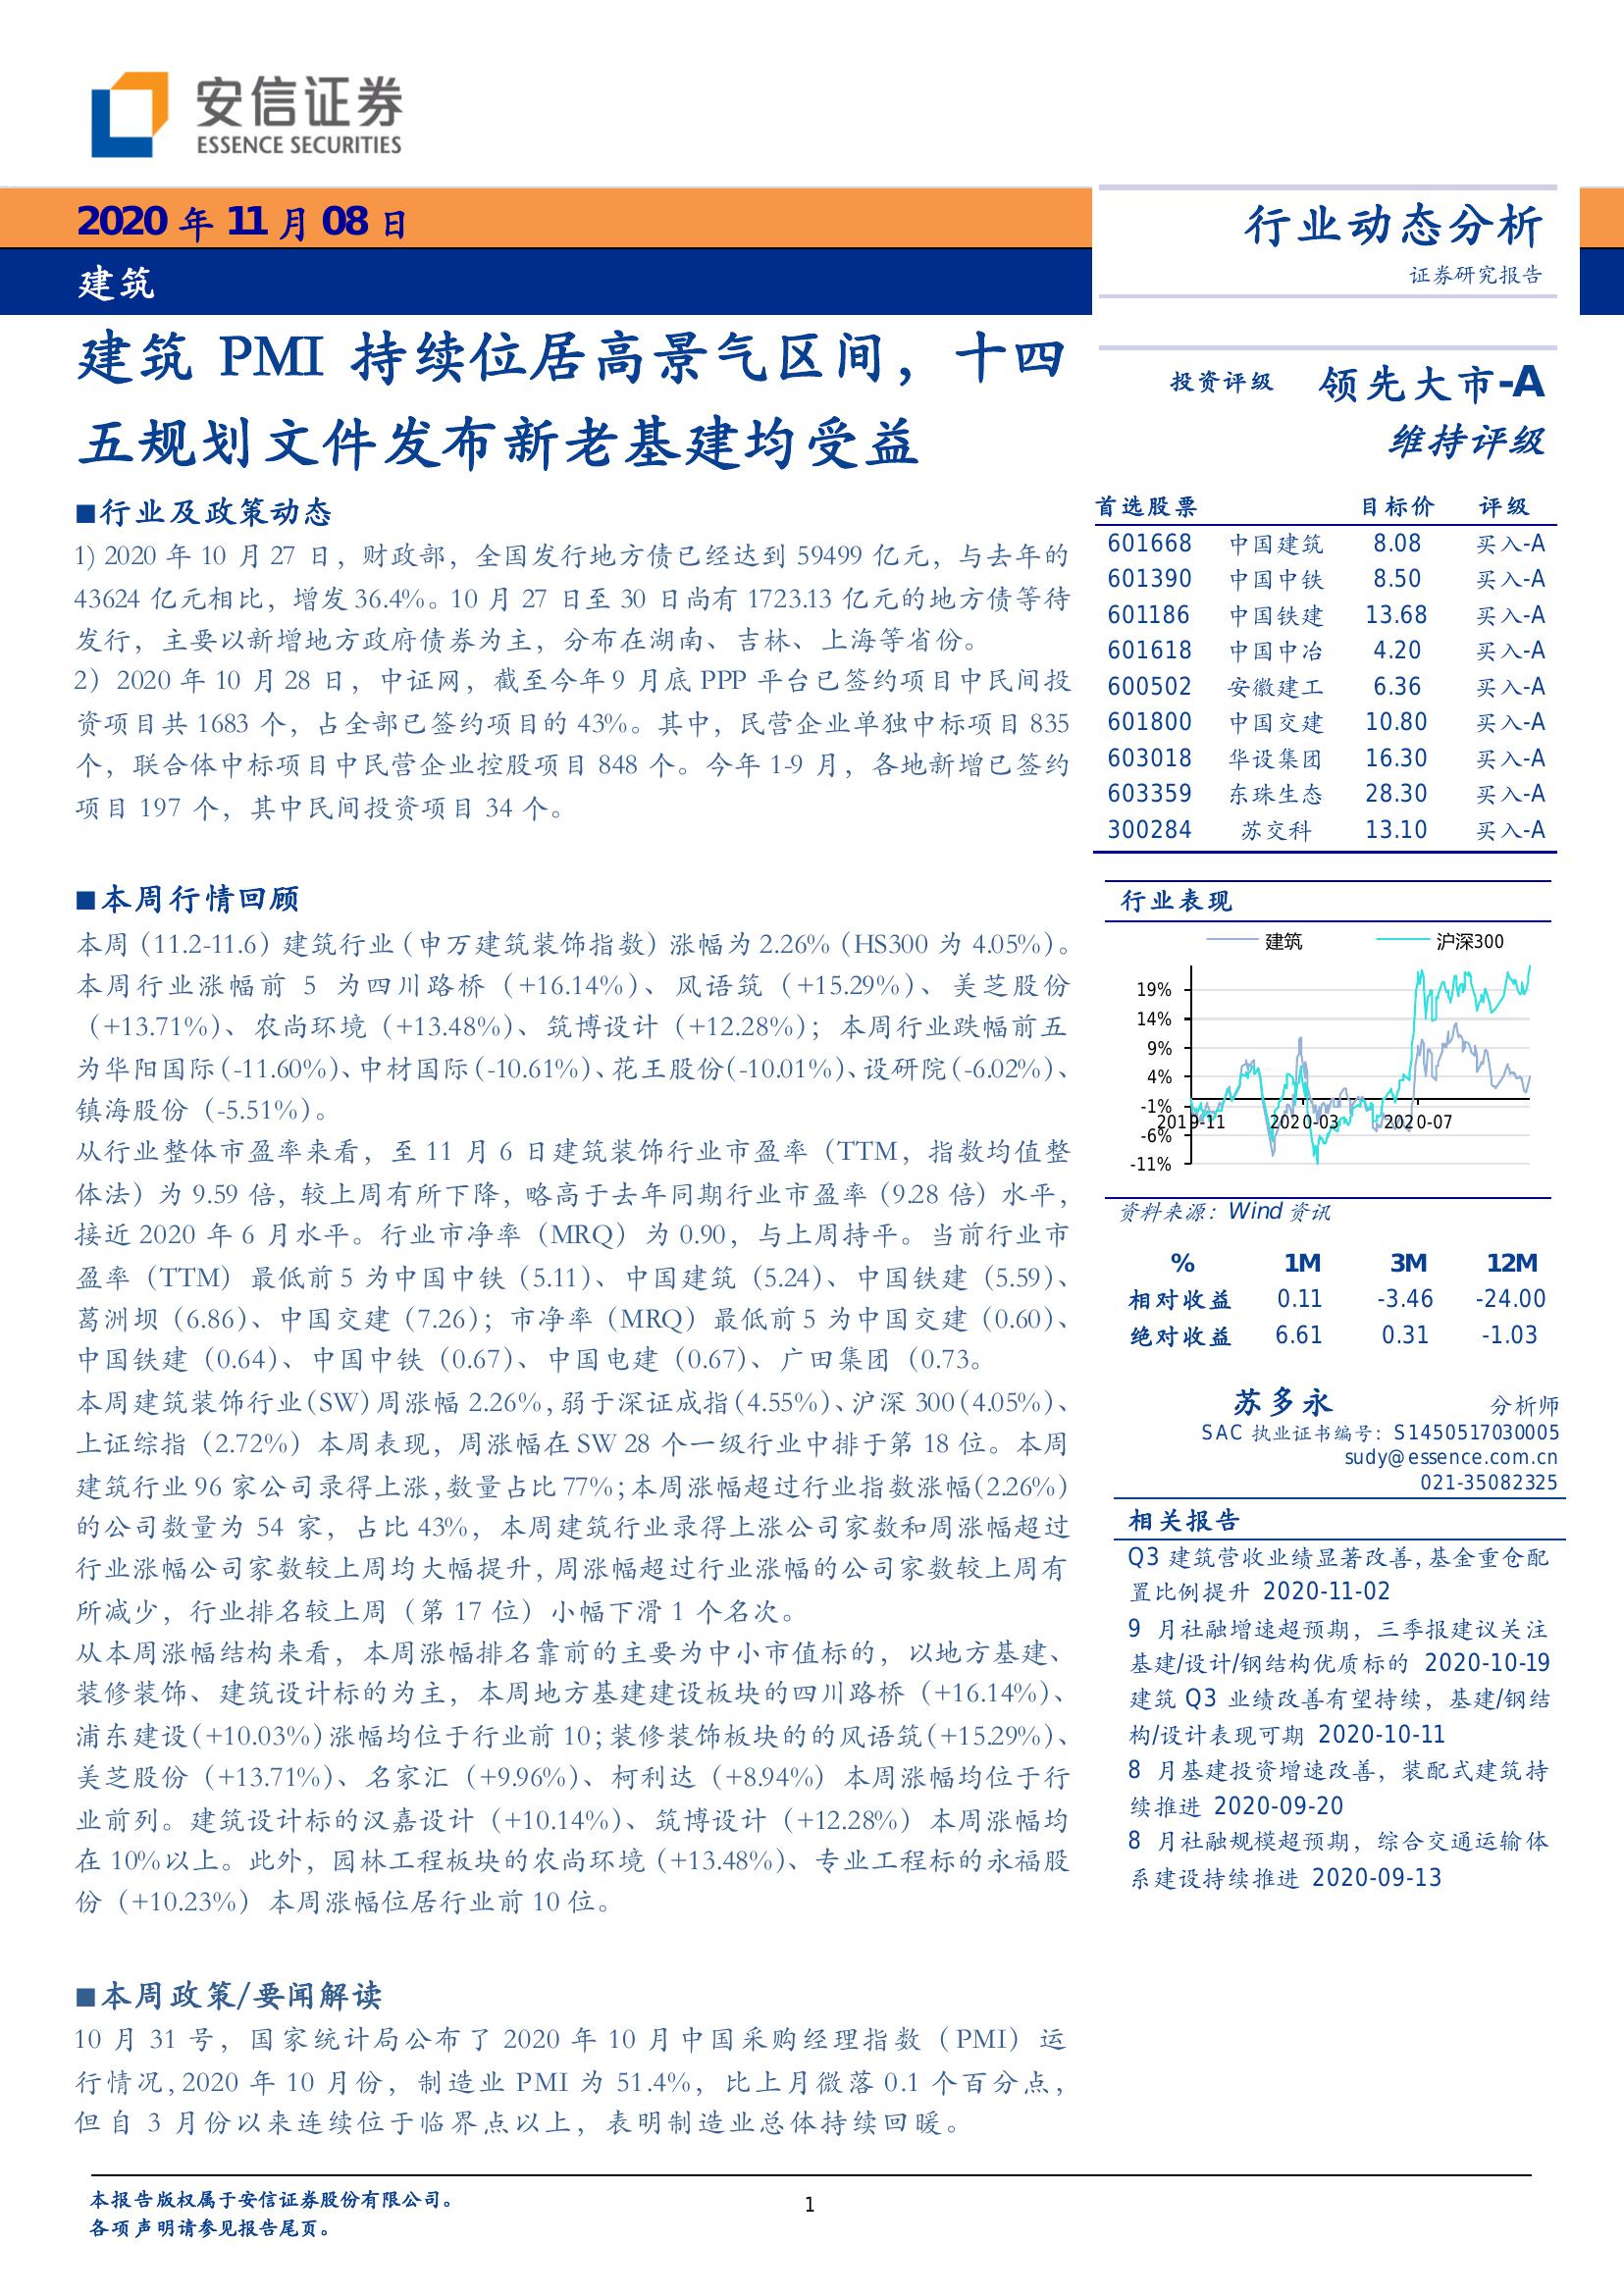 安信证券
ESSENCE SECURITIES
2020 年 11 月 08 日
建筑
行业动态分析
证券研究报告
建筑 PMI 持续位居高景气区间，十四
五规划文件发布新老基建均受益
■行业及政策动态
1) 2020 年 10 月 27 日，财政部，全国发行地方债已经达到 59499 亿元，与去年的
43624 亿元相比，增发 36.4%。10 月 27 日至 30 日尚有 1723.13 亿元的地方债等待
发行，主要以新增地方政府债券为主，分布在湖南、吉林、上海等省份。
2）2020 年 10 月 28 日，中证网，截至今年 9 月底 PPP 平台已签约项目中民间投
资项目共 1683 个，占全部已签约项目的 43%。其中，民营企业单独中标项目 835
个，联合体中标项目中民营企业控股项目 848 个。今年 1-9 月，各地新增已签约
项目 197 个，其中民间投资项目 34 个。
■本周行情回顾
本周（11.2-11.6）建筑行业（申万建筑装饰指数）涨幅为 2.26%（HS300 为 4.05%）。
本周行业涨幅前 5 为四川路桥（+16.14%）、风语筑（+15.29%）、美芝股份
（+13.71%）、农尚环境（+13.48%）、筑博设计（+12.28%）；本周行业跌幅前五
为华阳国际(-11.60%)、中材国际(-10.61%)、花王股份(-10.01%)、设研院(-6.02%)、
镇海股份（-5.51%）。
从行业整体市盈率来看，至 11 月 6 日建筑装饰行业市盈率（TTM，指数均值整
体法）为 9.59 倍，较上周有所下降，略高于去年同期行业市盈率（9.28 倍）水平，
接近 2020 年 6 月水平。行业市净率（MRQ）为 0.90，与上周持平。当前行业市
盈率（TTM）最低前 5 为中国中铁（5.11）、中国建筑（5.24）、中国铁建（5.59）、
葛洲坝（6.86）、中国交建（7.26）；市净率（MRQ）最低前 5 为中国交建（0.60）、
中国铁建（0.64）、中国中铁（0.67）、中国电建（0.67）、广田集团（0.73。
本周建筑装饰行业(SW)周涨幅 2.26%,弱于深证成指(4.55%)、沪深 300(4.05%)、
上证综指（2.72%）本周表现，周涨幅在 SW 28 个一级行业中排于第 18 位。本周
建筑行业 96 家公司录得上涨,数量占比 77%;本周涨幅超过行业指数涨幅(2.26%)
的公司数量为 54 家，占比 43%，本周建筑行业录得上涨公司家数和周涨幅超过
行业涨幅公司家数较上周均大幅提升，周涨幅超过行业涨幅的公司家数较上周有
所减少，行业排名较上周（第 17 位）小幅下滑 1 个名次。
从本周涨幅结构来看，本周涨幅排名靠前的主要为中小市值标的，以地方基建、
装修装饰、建筑设计标的为主，本周地方基建建设板块的四川路桥（+16.14%）、
浦东建设(+10.03%)涨幅均位于行业前 10;装修装饰板块的的风语筑(+15.29%)、
美芝股份（+13.71%）、名家汇（+9.96%）、柯利达（+8.94%）本周涨幅均位于行
业前列。建筑设计标的汉嘉设计（+10.14%）、筑博设计（+12.28%）本周涨幅均
在 10%以上。此外，园林工程板块的农尚环境（+13.48%）、专业工程标的永福股
份（+10.23%）本周涨幅位居行业前 10 位。
■本周政策/要闻解读
10 月 31 号，国家统计局公布了 2020 年 10 月中国采购经理指数（PMI）运
行情况,2020 年 10 月份，制造业 PMI 为 51.4%，比上月微落 0.1 个百分点，
但自 3 月份以来连续位于临界点以上，表明制造业总体持续回暖。
投资评级 领先大市-A
维持评级
首选股票 目标价 评级
601668 中国建筑 8.08 买入-A
601390 中国中铁 8.50 买入-A
601186 中国铁建 13.68 买入-A
601618 中国中冶 4.20 买入-A
600502 安徽建工 6.36 买入-A
601800 中国交建 10.80 买入-A
603018 华设集团 16.30 买入-A
603359 东珠生态 28.30 买入-A
300284 苏交科 13.10 买入-A
行业表现
建筑 沪深300
19%
14%
9%
4%
-1%
2019-11 2020-03 2020-07
-6%
-11%
资料来源：Wind 资讯
% 1M 3M 12M
相对收益 0.11 -3.46 -24.00
绝对收益 6.61 0.31 -1.03
苏多永 分析师
SAC 执业证书编号：S1450517030005
sudy@essence.com.cn
021-35082325
相关报告
Q3 建筑营收业绩显著改善,基金重仓配
置比例提升 2020-11-02
9 月社融增速超预期，三季报建议关注
基建/设计/钢结构优质标的 2020-10-19
建筑 Q3 业绩改善有望持续，基建/钢结
构/设计表现可期 2020-10-11
8 月基建投资增速改善，装配式建筑持
续推进 2020-09-20
8 月社融规模超预期，综合交通运输体
系建设持续推进 2020-09-13
本报告版权属于安信证券股份有限公司。
各项声明请参见报告尾页。
1